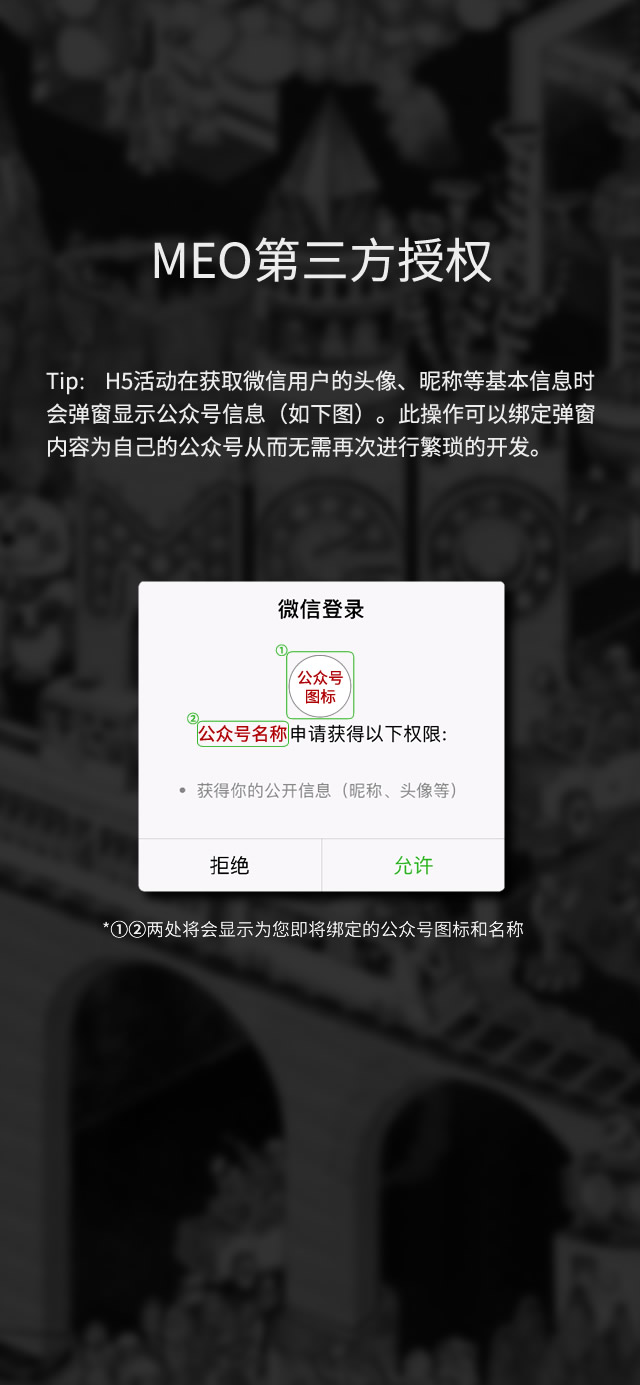 MEO第三方授权
Tip: H5活动在获取微信用户的头像、昵称等基本信息时
会弹窗显示公众号信息（如下图）。此操作可以绑定弹窗
内容为自己的公众号从而无需再次进行繁琐的开发。
微信登录
①
公众号
图标
②
公众号名称申请获得以下权限:
• 获得你的公开信息（昵称、头像等）
拒绝 允许
*①②两处将会显示为您即将绑定的公众号图标和名称